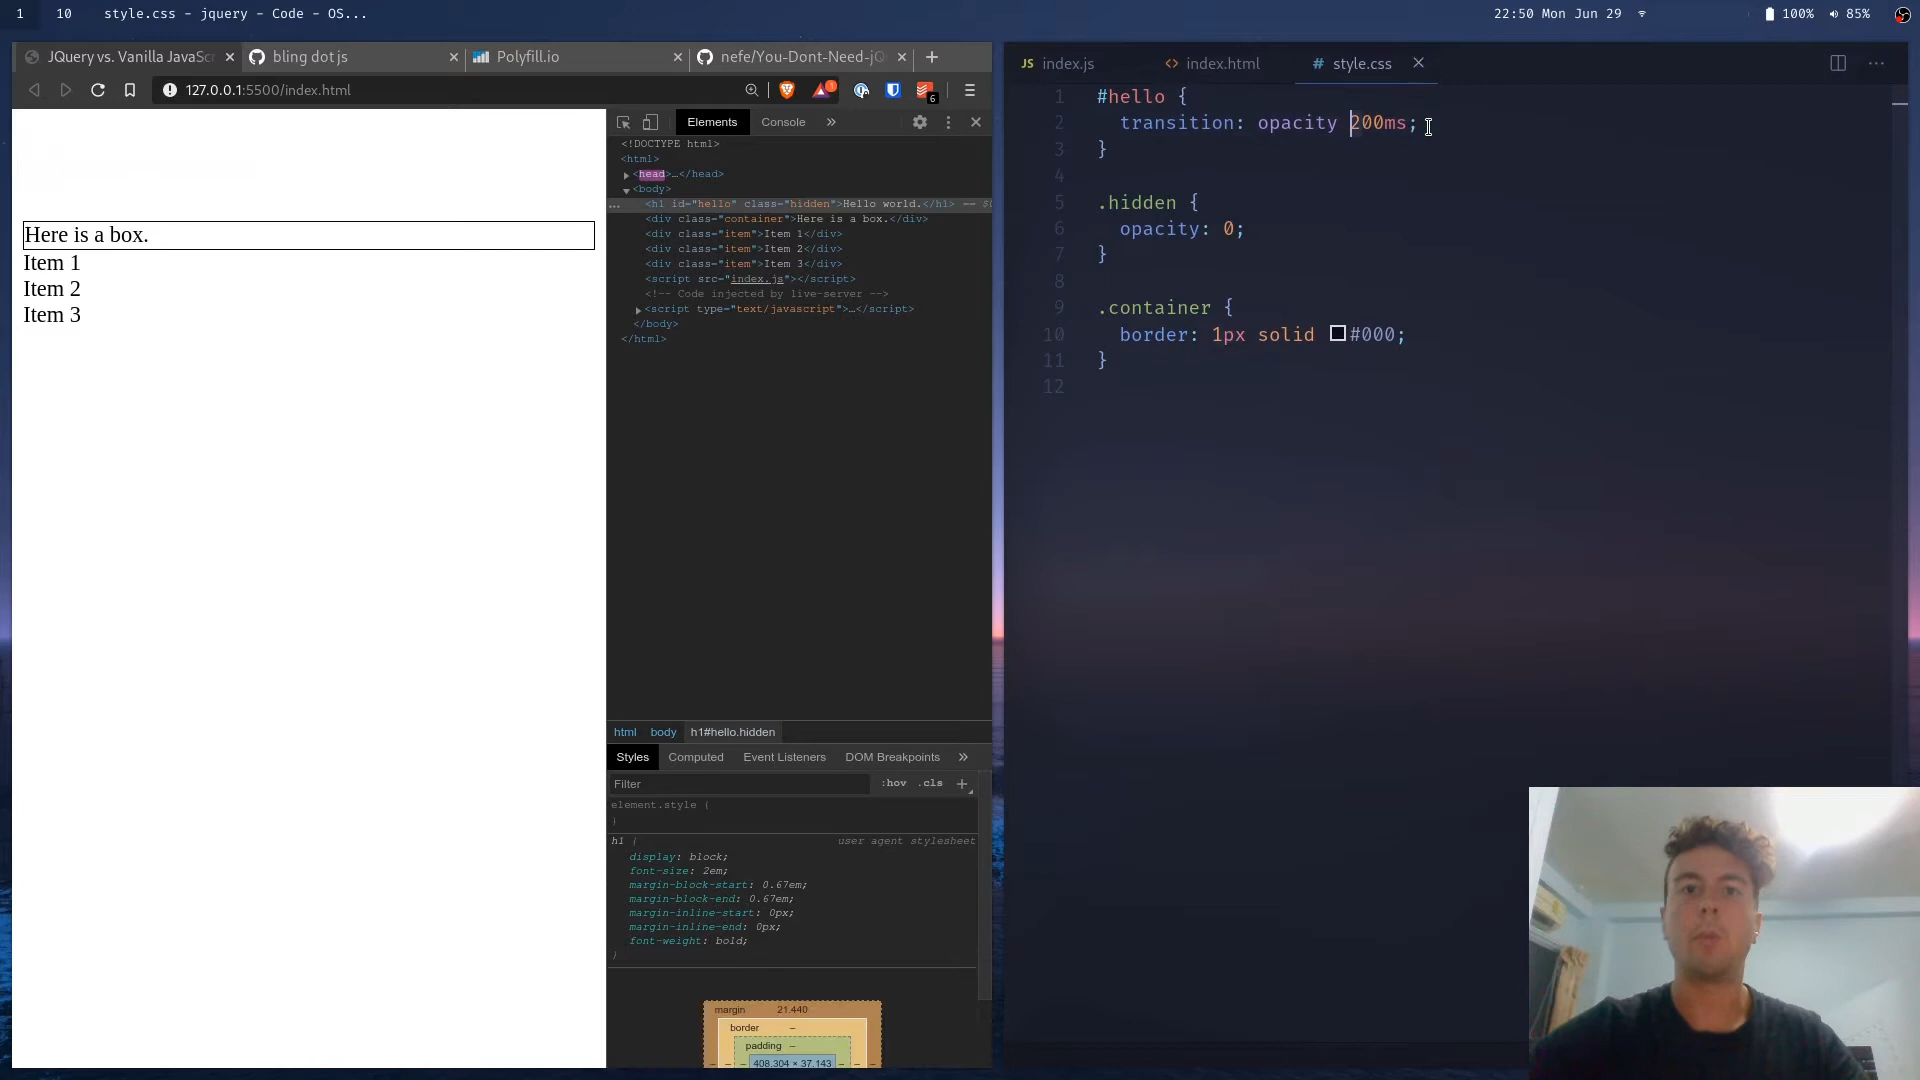 1 10 style.css - jquery - Code - OS...
22:50 Mon Jun 29 100% 85%
JQuery vs. Vanilla JavaSc
bling dot js
Polyfill.io
nefe/You-Dont-Need-jQ
127.0.0.1:5500/index.html
1
6
Here is a box.
Item 1
Item 2
Item 3
Elements Console
<!DOCTYPE html>
<html>
<head>…</head>
<body>
<h1 id="hello" class="hidden">Hello world.</h1> == $0
<div class="container">Here is a box.</div>
<div class="item">Item 1</div>
<div class="item">Item 2</div>
<div class="item">Item 3</div>
<script src="index.js"></script>
<!-- Code injected by live-server -->
<script type="text/javascript">…</script>
</body>
</html>
html body h1#hello.hidden
Styles Computed Event Listeners DOM Breakpoints
Filter :hov .cls
element.style {
}
h1 { user agent stylesheet
display: block;
font-size: 2em;
margin-block-start: 0.67em;
margin-block-end: 0.67em;
margin-inline-start: 0px;
margin-inline-end: 0px;
font-weight: bold;
}
margin 21.440
border –
padding –
408.304 × 37.143
JS index.js <> index.html # style.css
1 #hello {
2 transition: opacity 200ms;
3 }
4
5 .hidden {
6 opacity: 0;
7 }
8
9 .container {
10 border: 1px solid #000;
11 }
12